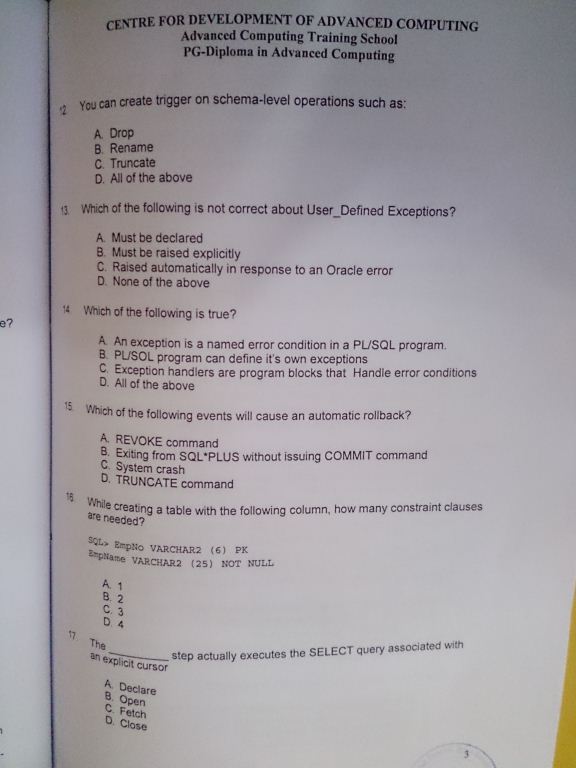 CENTRE FOR DEVELOPMENT OF ADVANCED COMPUTING
Advanced Computing Training School
PG-Diploma in Advanced Computing
12 You can create trigger on schema-level operations such as:
A. Drop
B. Rename
C. Truncate
D. All of the above
13. Which of the following is not correct about User_Defined Exceptions?
A. Must be declared
B. Must be raised explicitly
C. Raised automatically in response to an Oracle error
D. None of the above
e?
14 Which of the following is true?
A. An exception is a named error condition in a PL/SQL program.
B. PL/SOL program can define it's own exceptions
C. Exception handlers are program blocks that Handle error conditions
D. All of the above
15. Which of the following events will cause an automatic rollback?
A. REVOKE command
B. Exiting from SQL*PLUS without issuing COMMIT command
C. System crash
D. TRUNCATE command
16. While creating a table with the following column, how many constraint clauses
are needed?
SQL> EmpNo VARCHAR2 (6) PK
EmpName VARCHAR2 (25) NOT NULL
A. 1
B. 2
C. 3
D. 4
17. The ________ step actually executes the SELECT query associated with
an explicit cursor
A. Declare
B. Open
C. Fetch
D. Close
3